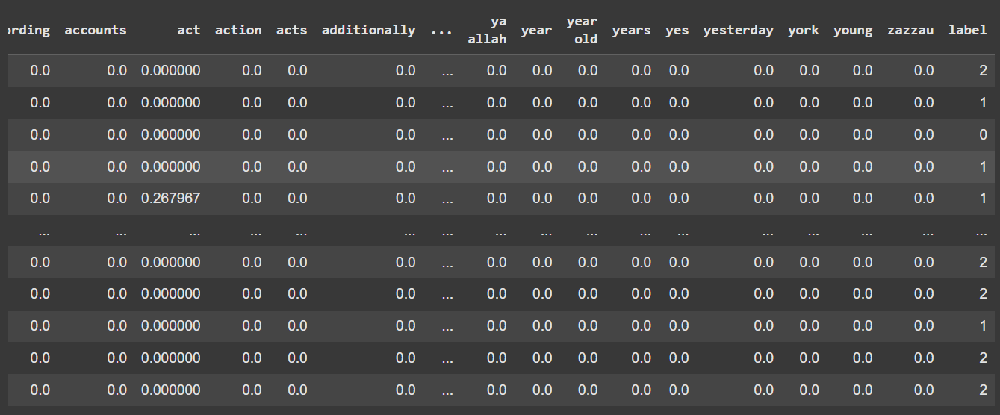 ording accounts act action acts additionally ... ya allah year year old years yes yesterday york young zazzau label
0.0 0.0 0.000000 0.0 0.0 0.0 ... 0.0 0.0 0.0 0.0 0.0 0.0 0.0 0.0 0.0 2
0.0 0.0 0.000000 0.0 0.0 0.0 ... 0.0 0.0 0.0 0.0 0.0 0.0 0.0 0.0 0.0 1
0.0 0.0 0.000000 0.0 0.0 0.0 ... 0.0 0.0 0.0 0.0 0.0 0.0 0.0 0.0 0.0 0
0.0 0.0 0.000000 0.0 0.0 0.0 ... 0.0 0.0 0.0 0.0 0.0 0.0 0.0 0.0 0.0 1
0.0 0.0 0.267967 0.0 0.0 0.0 ... 0.0 0.0 0.0 0.0 0.0 0.0 0.0 0.0 0.0 1
... ... ... ... ... ... ... ... ... ... ... ... ... ... ... ... ...
0.0 0.0 0.000000 0.0 0.0 0.0 ... 0.0 0.0 0.0 0.0 0.0 0.0 0.0 0.0 0.0 2
0.0 0.0 0.000000 0.0 0.0 0.0 ... 0.0 0.0 0.0 0.0 0.0 0.0 0.0 0.0 0.0 2
0.0 0.0 0.000000 0.0 0.0 0.0 ... 0.0 0.0 0.0 0.0 0.0 0.0 0.0 0.0 0.0 1
0.0 0.0 0.000000 0.0 0.0 0.0 ... 0.0 0.0 0.0 0.0 0.0 0.0 0.0 0.0 0.0 2
0.0 0.0 0.000000 0.0 0.0 0.0 ... 0.0 0.0 0.0 0.0 0.0 0.0 0.0 0.0 0.0 2